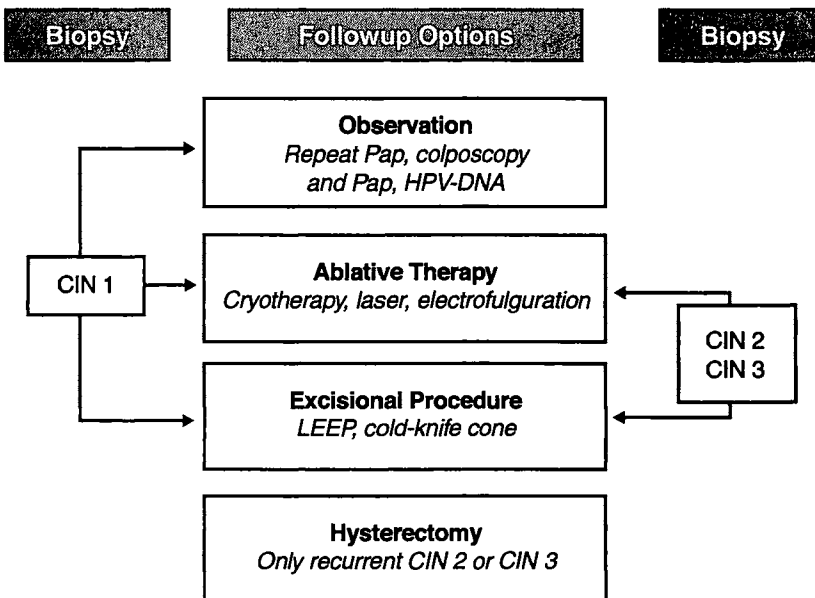 Biopsy
Followup Options
Biopsy
Observation
Repeat Pap, colposcopy
and Pap, HPV-DNA
CIN 1
Ablative Therapy
Cryotherapy, laser, electrofulguration
CIN 2
CIN 3
Excisional Procedure
LEEP, cold-knife cone
Hysterectomy
Only recurrent CIN 2 or CIN 3